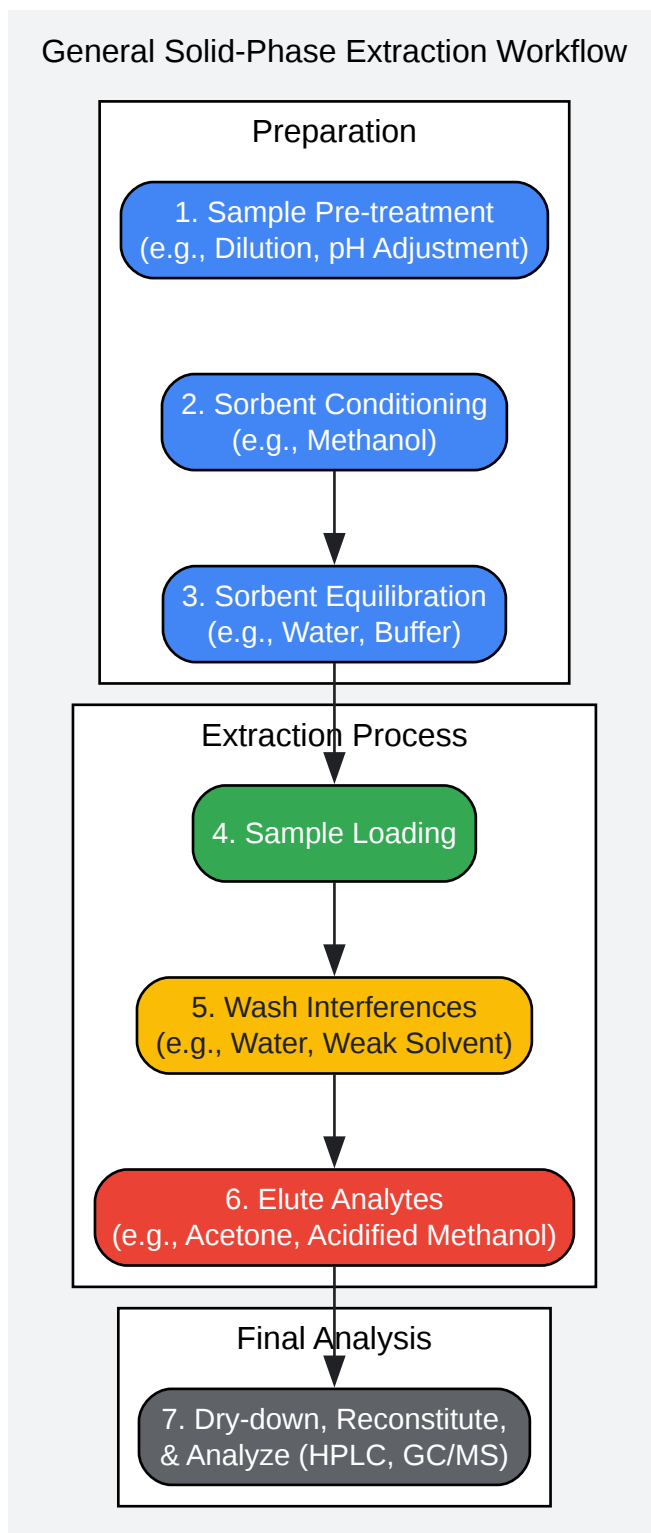 General Solid-Phase Extraction Workflow
Preparation
1. Sample Pre-treatment
(e.g., Dilution, pH Adjustment)
2. Sorbent Conditioning
(e.g., Methanol)
3. Sorbent Equilibration
(e.g., Water, Buffer)
Extraction Process
4. Sample Loading
5. Wash Interferences
(e.g., Water, Weak Solvent)
6. Elute Analytes
(e.g., Acetone, Acidified Methanol)
Final Analysis
7. Dry-down, Reconstitute,
& Analyze (HPLC, GC/MS)